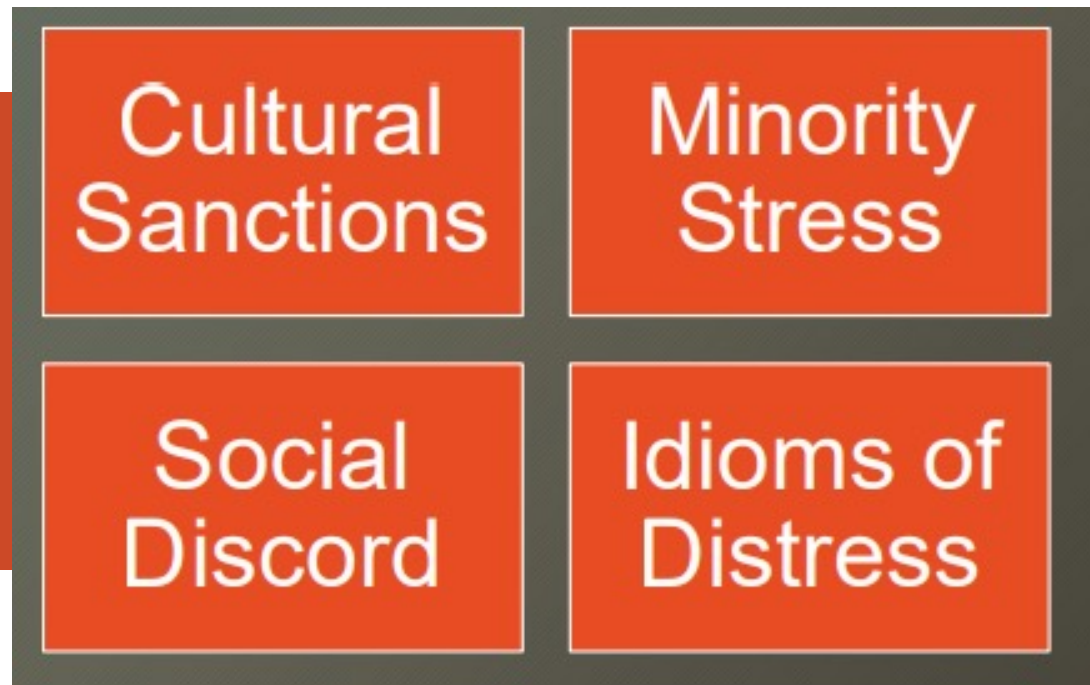 Cultural
Sanctions
Minority
Stress
Social
Discord
Idioms of
Distress